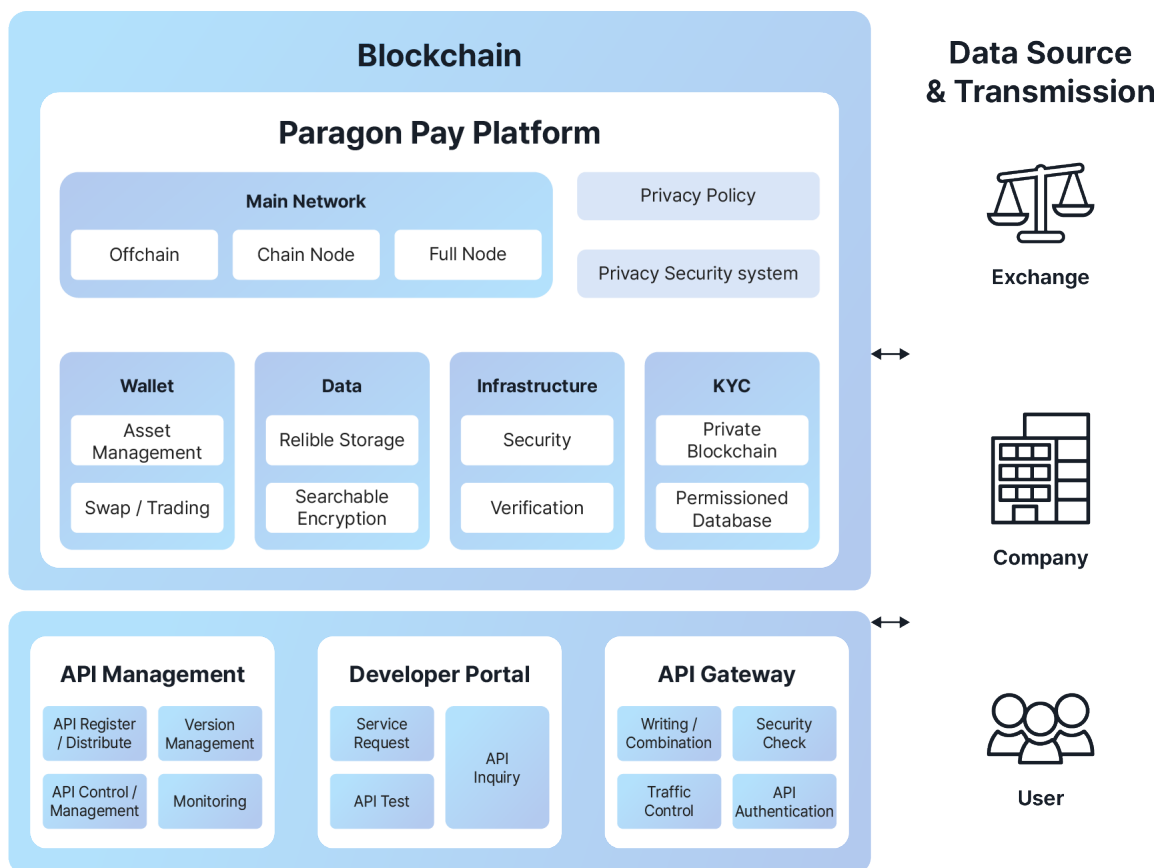 Blockchain
Paragon Pay Platform
Main Network
Offchain
Chain Node
Full Node
Privacy Policy
Privacy Security system
Wallet
Asset
Management
Swap / Trading
Data
Relible Storage
Searchable
Encryption
Infrastructure
Security
Verification
KYC
Private
Blockchain
Permissioned
Database
API Management
API Register
/ Distribute
Version
Management
API Control /
Management
Monitoring
Developer Portal
Service
Request
API Test
API
Inquiry
API Gateway
Writing /
Combination
Security
Check
Traffic
Control
API
Authentication
Data Source
& Transmission
Exchange
Company
User